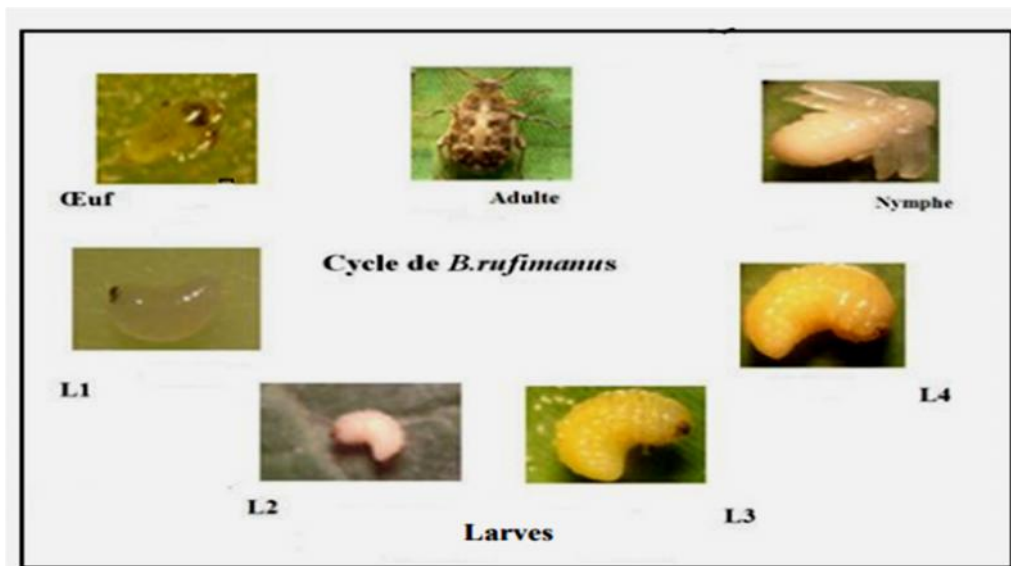 Œuf
Adulte
Nymphe
Cycle de B.rufimanus
L1
L4
L2
L3
Larves